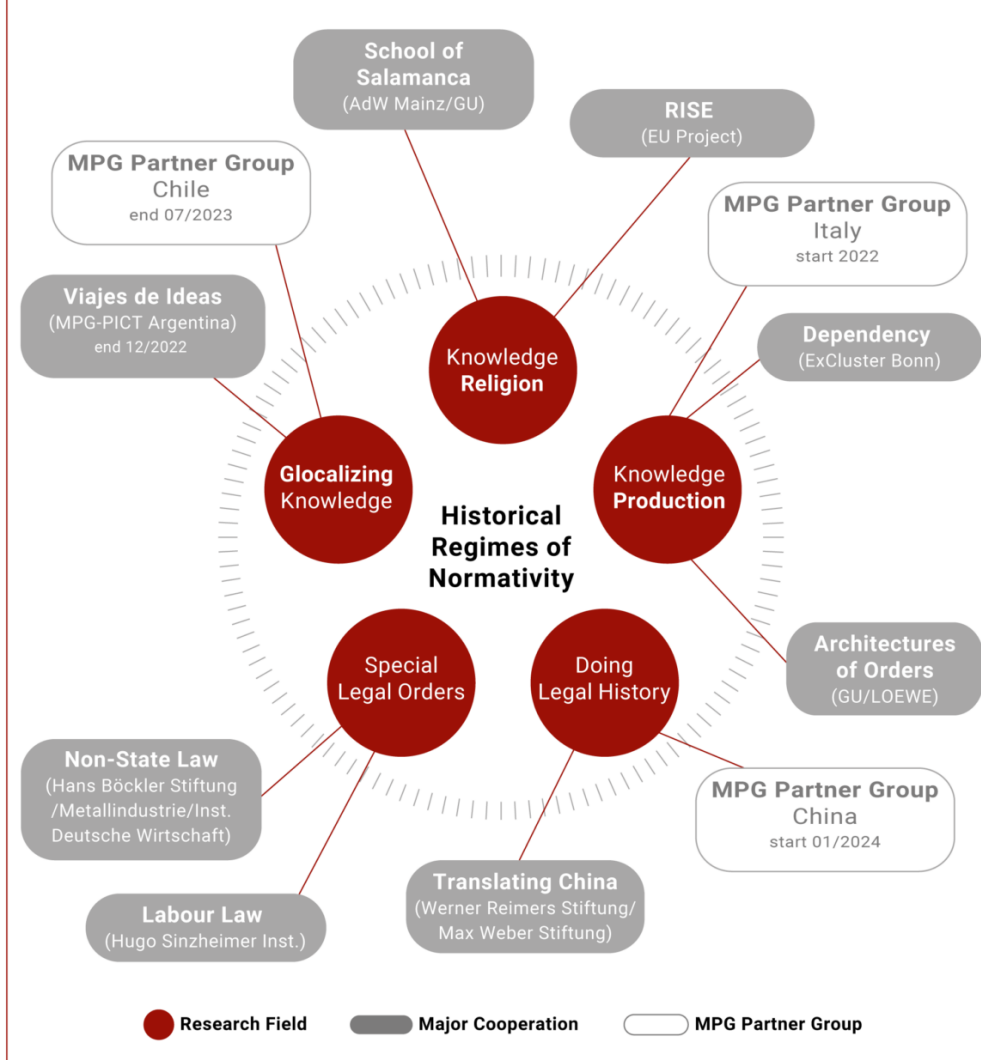 School of
Salamanca
(AdW Mainz/GU)
RISE
(EU Project)
MPG Partner Group
Chile
end 07/2023
MPG Partner Group
Italy
start 2022
Viajes de Ideas
(MPG-PICT Argentina)
end 12/2022
Dependency
(ExCluster Bonn)
Knowledge
Religion
Glocalizing
Knowledge
Knowledge
Production
Historical
Regimes of
Normativity
Special
Legal Orders
Doing
Legal History
Architectures
of Orders
(GU/LOEWE)
Non-State Law
(Hans Böckler Stiftung
/Metallindustrie/Inst.
Deutsche Wirtschaft)
MPG Partner Group
China
start 01/2024
Translating China
(Werner Reimers Stiftung/
Max Weber Stiftung)
Labour Law
(Hugo Sinzheimer Inst.)
Research Field
Major Cooperation
MPG Partner Group